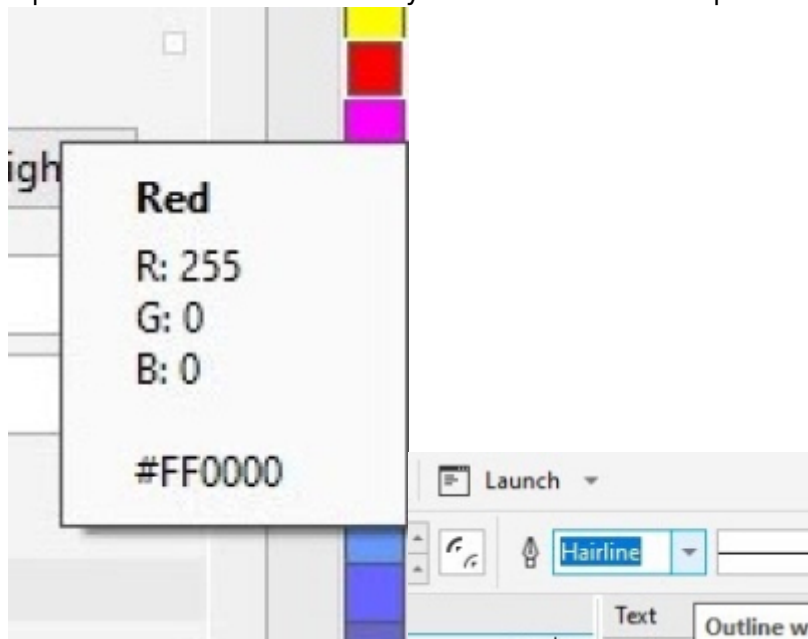 igh
Red
R: 255
G: 0
B: 0
#FF0000
Launch
Hairline
Text
Outline w